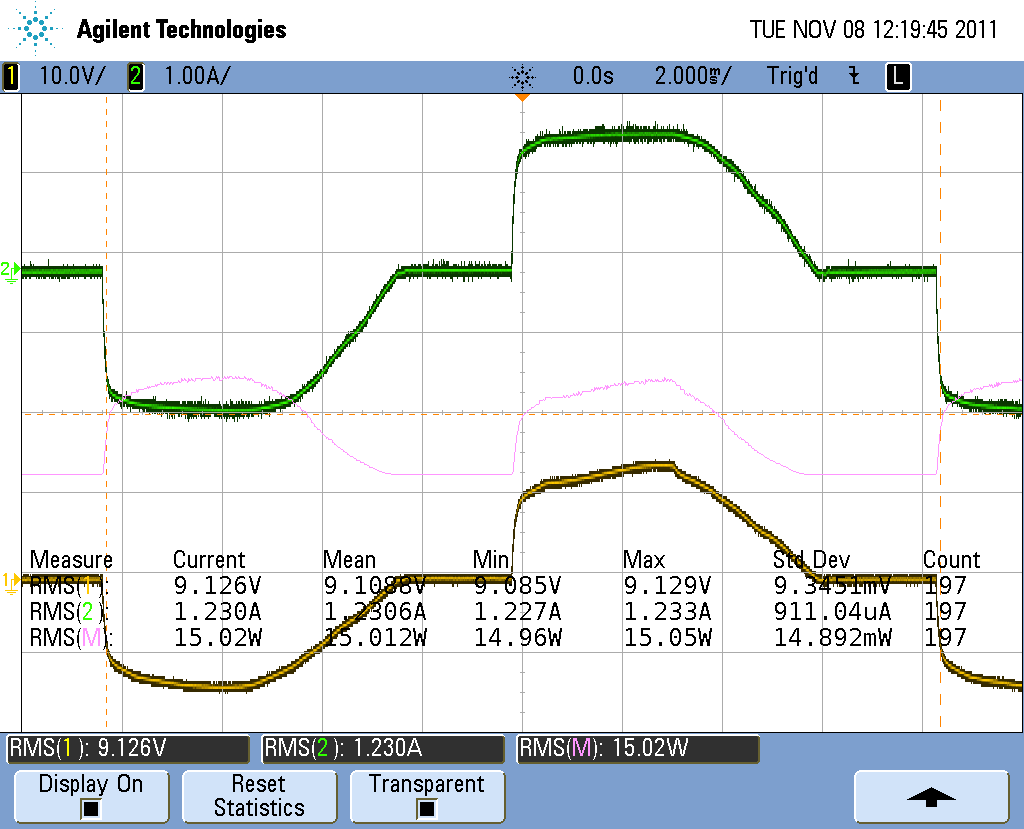 Agilent Technologies TUE NOV 08 12:19:45 2011
1 10.0V/ 2 1.00A/ 0.0s 2.000ms/ Trig'd L
2
1
Measure Current Mean Min Max Std Dev Count
RMS(1): 9.126V 9.1088V 9.085V 9.129V 9.3451mV 197
RMS(2): 1.230A 1.2306A 1.227A 1.233A 911.04uA 197
RMS(M): 15.02W 15.012W 14.96W 15.05W 14.892mW 197
RMS(1): 9.126V RMS(2): 1.230A RMS(M): 15.02W
Display On Reset Statistics Transparent